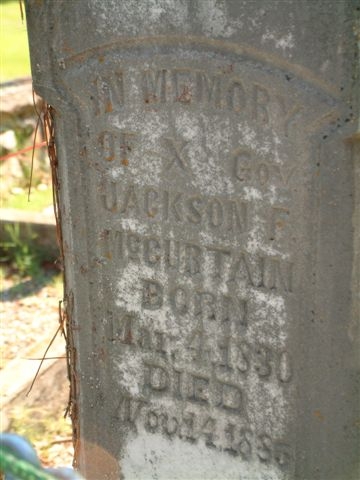 IN MEMORY
OF X GOV
JACKSON F.
McCURTAIN
BORN
Mar. 4. 1830
DIED
Nov. 14. 1885